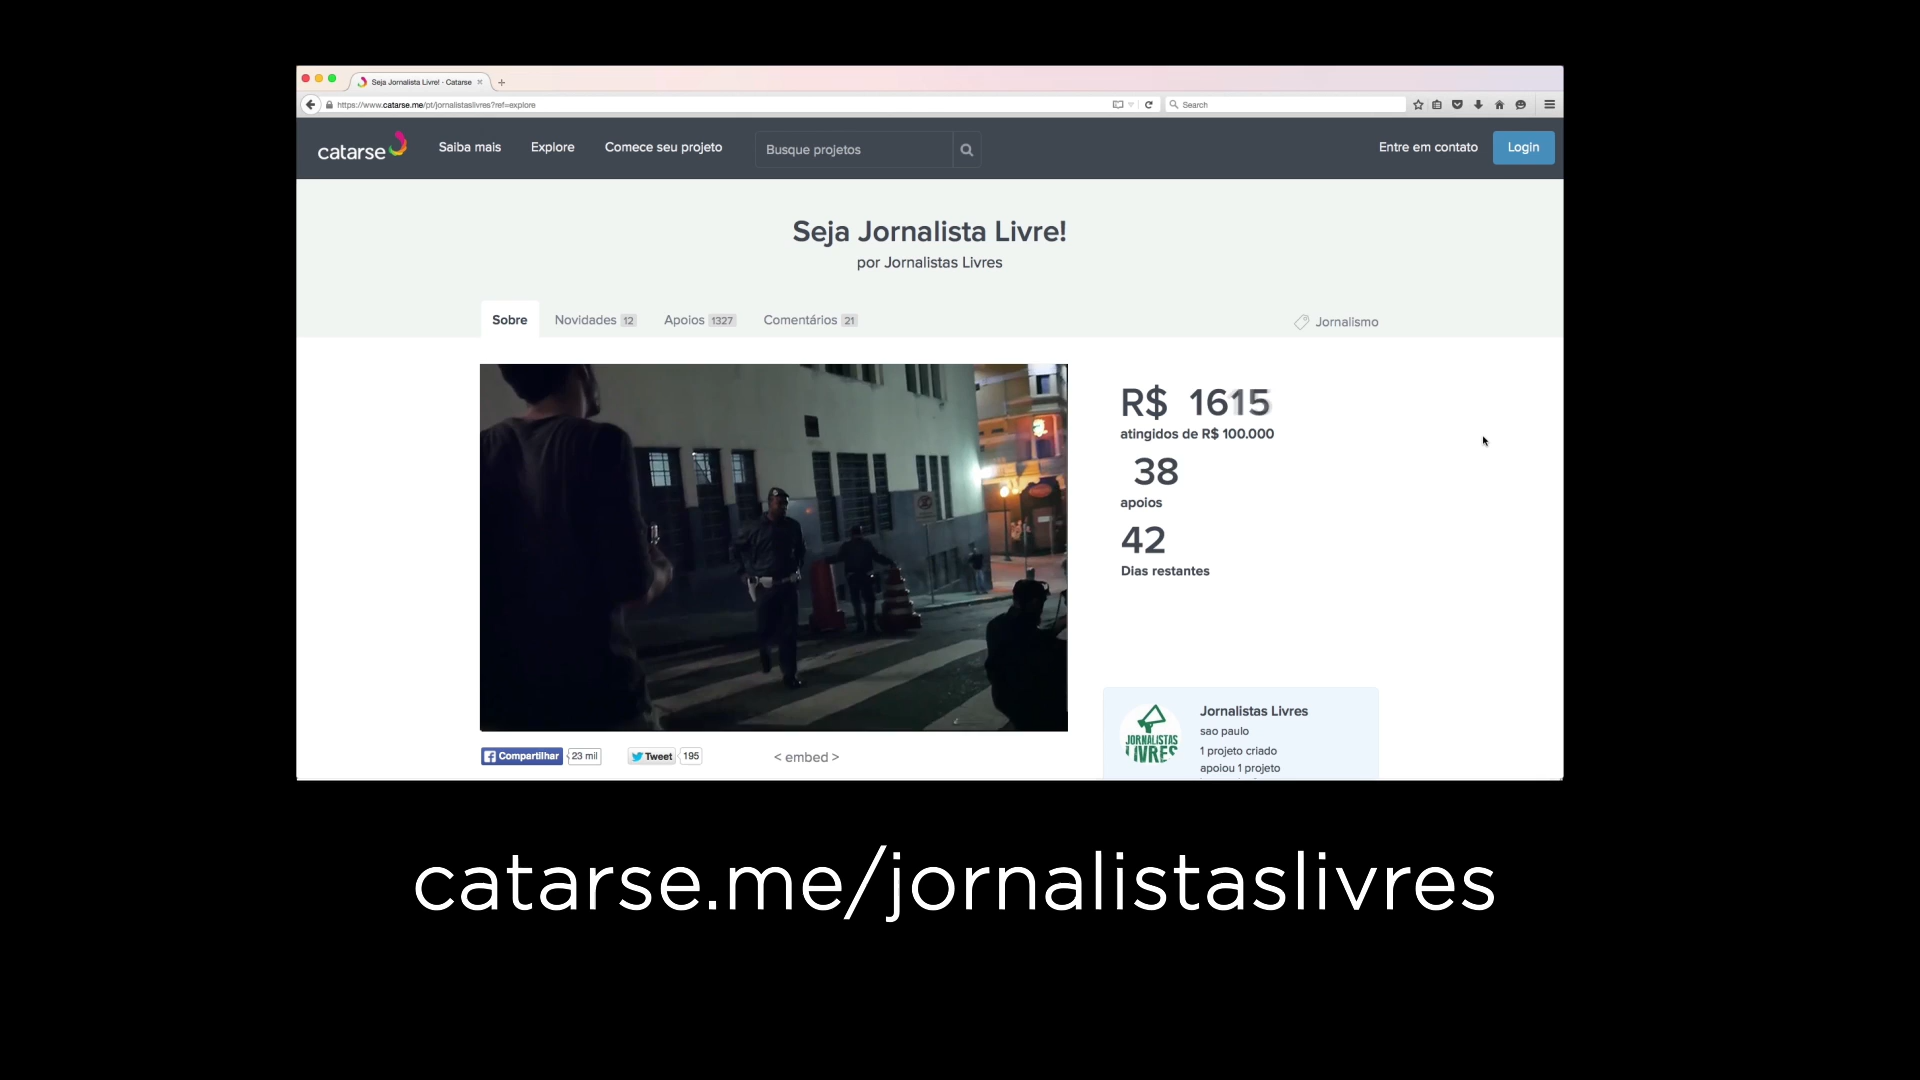 Seja Jornalista Livre! - Catarse
https://www.catarse.me/pt/jornalistaslivres?ref=explore
Search
catarse
Saiba mais
Explore
Comece seu projeto
Busque projetos
Entre em contato
Login
Seja Jornalista Livre!
por Jornalistas Livres
Sobre
Novidades 12
Apoios 1327
Comentários 21
Jornalismo
R$ 1615
atingidos de R$ 100.000
38
apoios
42
Dias restantes
JORNALISTAS
LIVRES
Jornalistas Livres
sao paulo
1 projeto criado
apoiou 1 projeto
Compartilhar
23 mil
Tweet
195
< embed >
catarse.me/jornalistaslivres